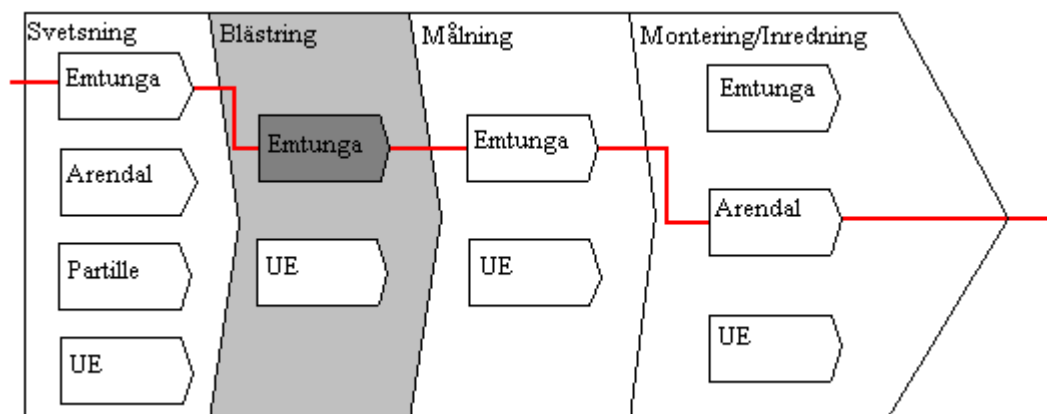 Svetsning
Emtunga
Arendal
Partille
UE
Blästring
Emtunga
UE
Målning
Emtunga
UE
Montering/Inredning
Emtunga
Arendal
UE